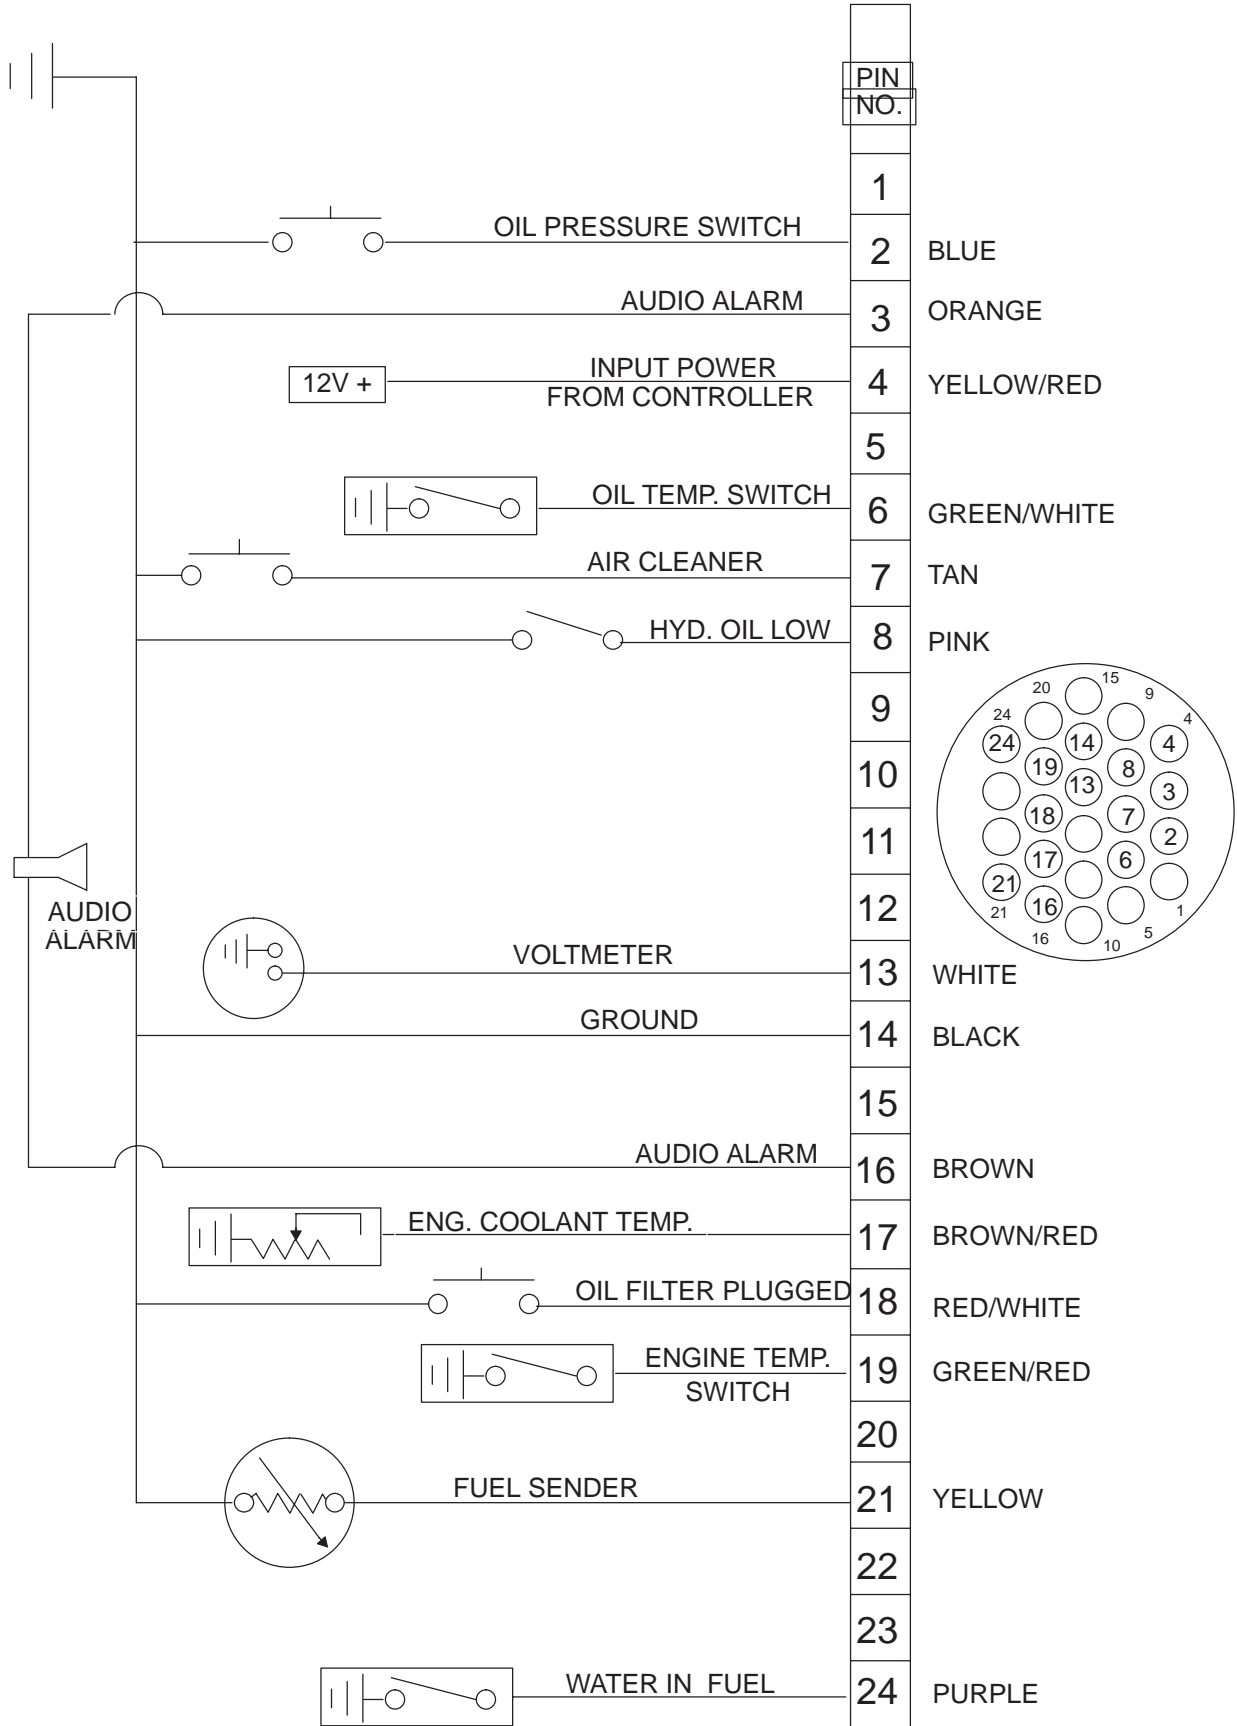 PIN
NO.
1
OIL PRESSURE SWITCH
2
BLUE
AUDIO ALARM
3
ORANGE
12V +
INPUT POWER
FROM CONTROLLER
4
YELLOW/RED
5
OIL TEMP. SWITCH
6
GREEN/WHITE
AIR CLEANER
7
TAN
HYD. OIL LOW
8
PINK
9
10
11
12
20
15
9
24
4
24
14
4
19
8
13
3
18
7
2
17
6
21
16
21
1
16
10
5
AUDIO
ALARM
VOLTMETER
13
WHITE
GROUND
14
BLACK
15
AUDIO ALARM
16
BROWN
ENG. COOLANT TEMP.
17
BROWN/RED
OIL FILTER PLUGGED
18
RED/WHITE
ENGINE TEMP.
SWITCH
19
GREEN/RED
20
FUEL SENDER
21
YELLOW
22
23
WATER IN  FUEL
24
PURPLE